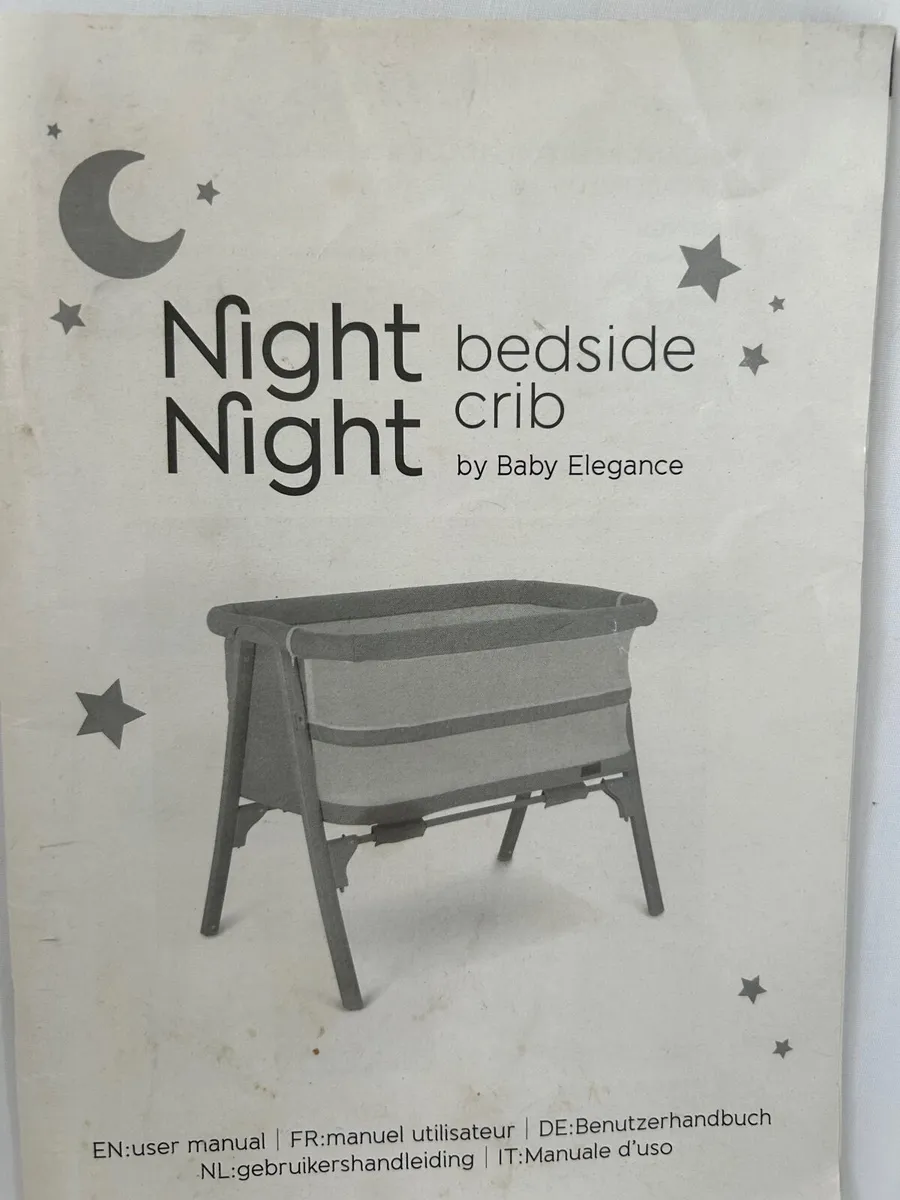 Night
Night
bedside
crib
by Baby Elegance
EN:user manual | FR:manuel utilisateur | DE:Benutzerhandbuch
NL:gebruikershandleiding | IT:Manuale d'uso